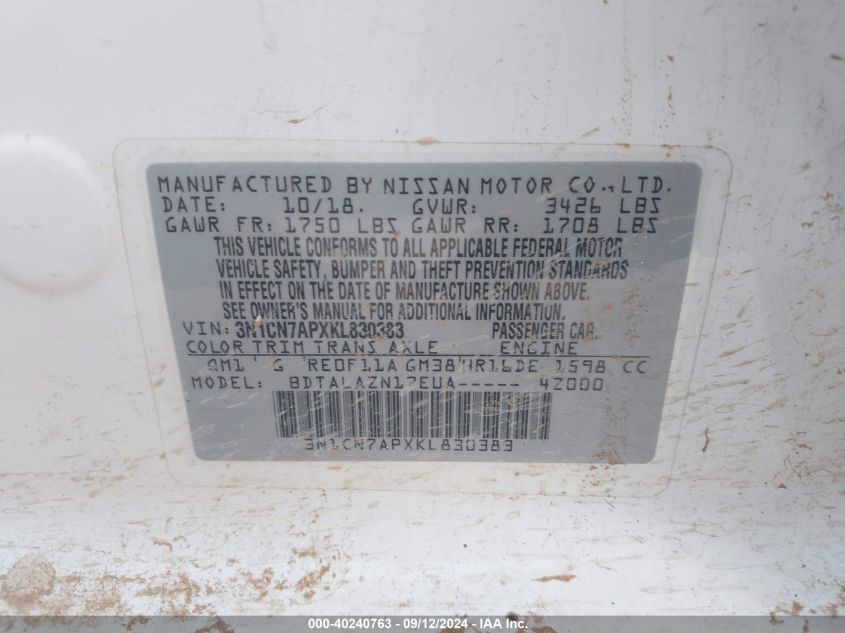 MANUFACTURED BY NISSAN MOTOR CO., LTD.
DATE: 10/18. GVWR: 3426 LBS
GAWR FR: 1750 LBS GAWR RR: 1708 LBS
THIS VEHICLE CONFORMS TO ALL APPLICABLE FEDERAL MOTOR
VEHICLE SAFETY, BUMPER AND THEFT PREVENTION STANDARDS
IN EFFECT ON THE DATE OF MANUFACTURE SHOWN ABOVE.
SEE OWNER'S MANUAL FOR ADDITIONAL INFORMATION.
VIN: 3N1CN7APXKL830383 PASSENGER CAR.
COLOR TRIM TRANS AXLE ENGINE
QM1 G RE0F11A GM38 HR16DE 1598 CC
MODEL: BDTALAZN17EUA----- 4Z000
3N1CN7APXKL830383
000-40240763 - 09/12/2024 - IAA Inc.